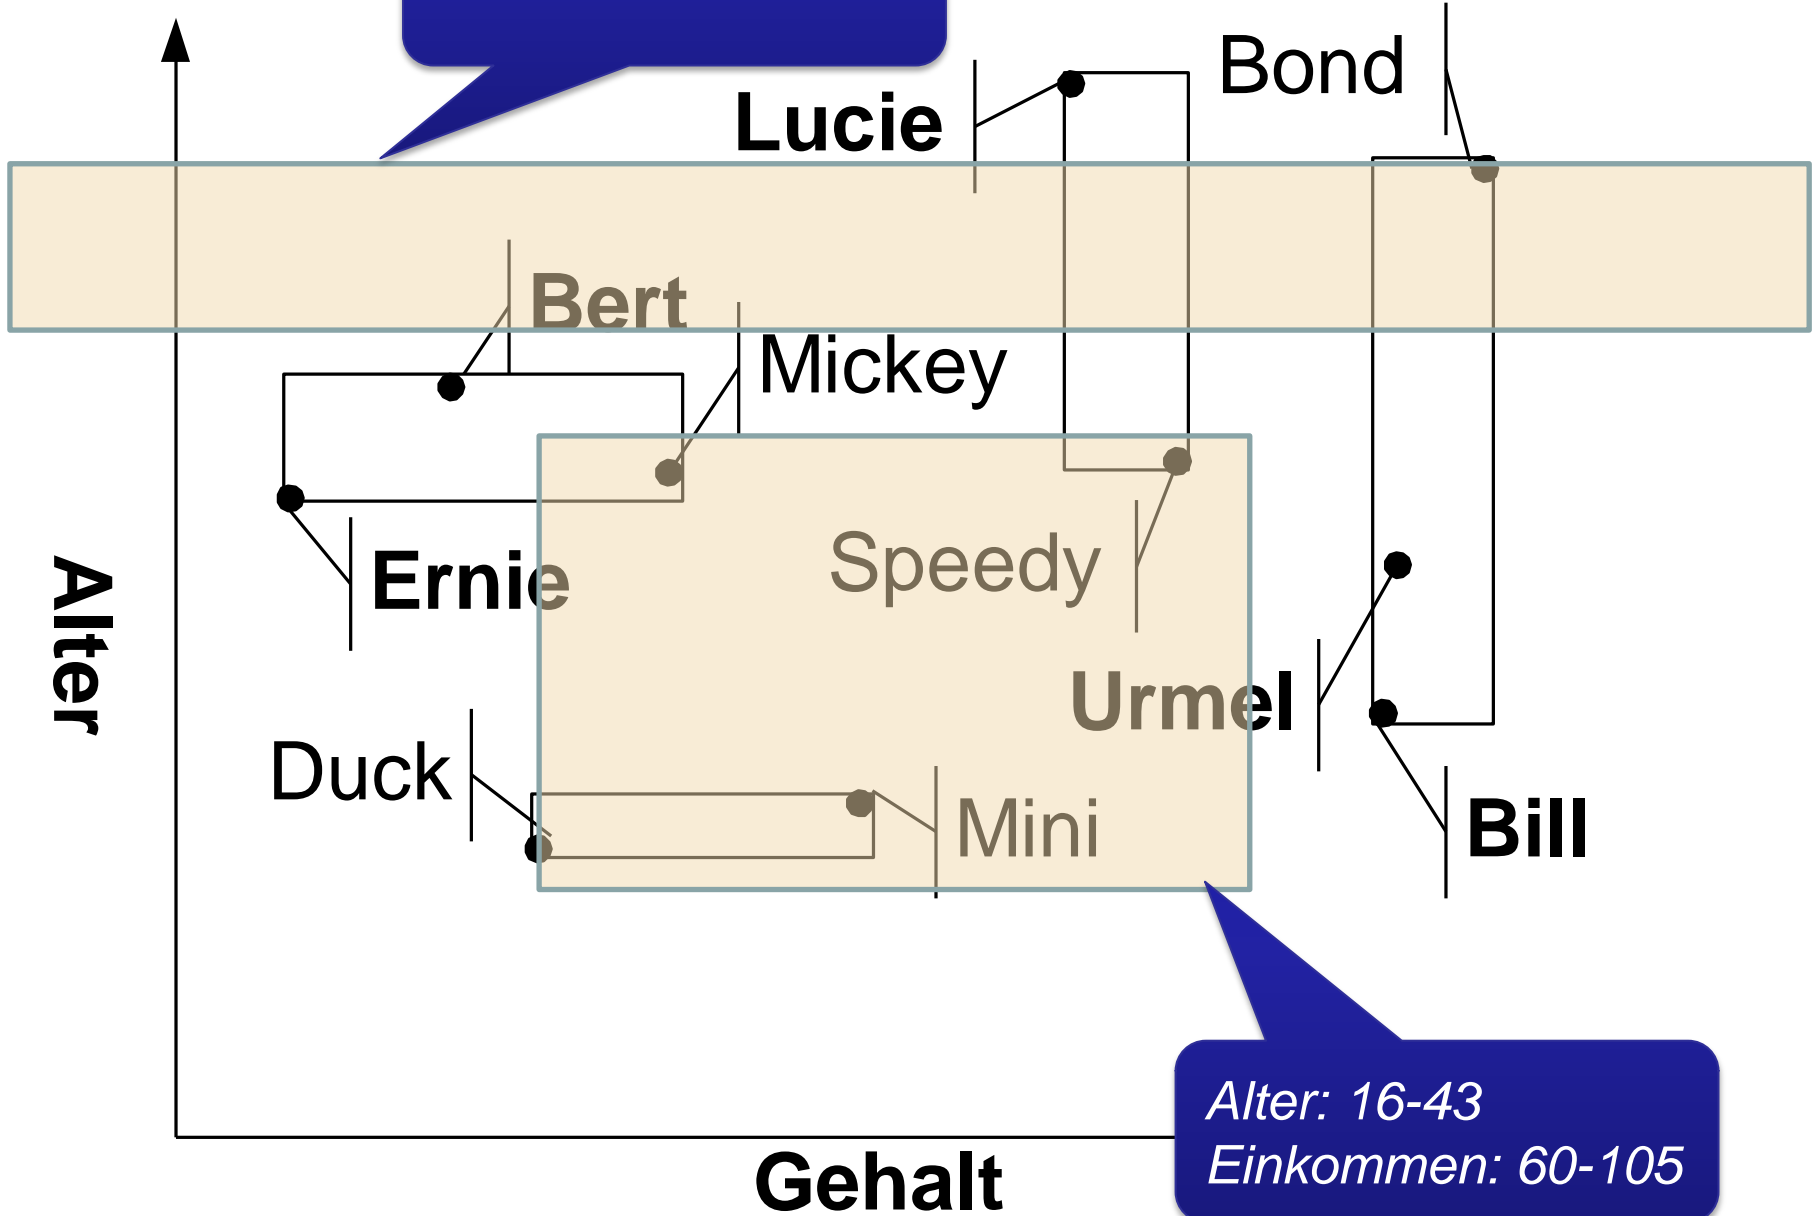 Bond
Lucie
Bert
Mickey
Ernie
Speedy
Alter
Urmel
Duck
Mini
Bill
Alter: 16-43
Einkommen: 60-105
Gehalt